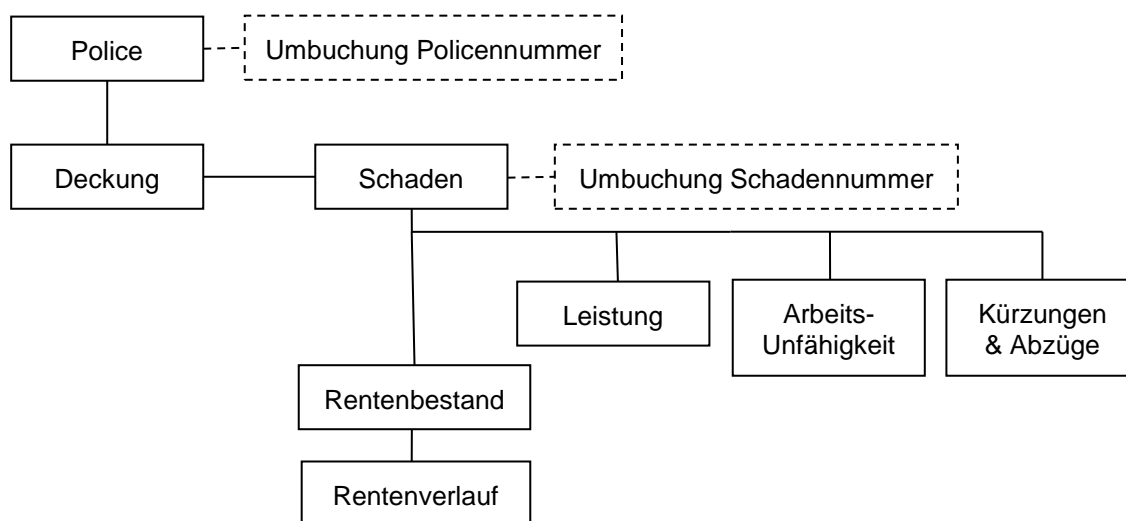 Police
Umbuchung Policennummer
Deckung
Schaden
Umbuchung Schadennummer
Leistung
Arbeits-
Unfähigkeit
Kürzungen
& Abzüge
Rentenbestand
Rentenverlauf